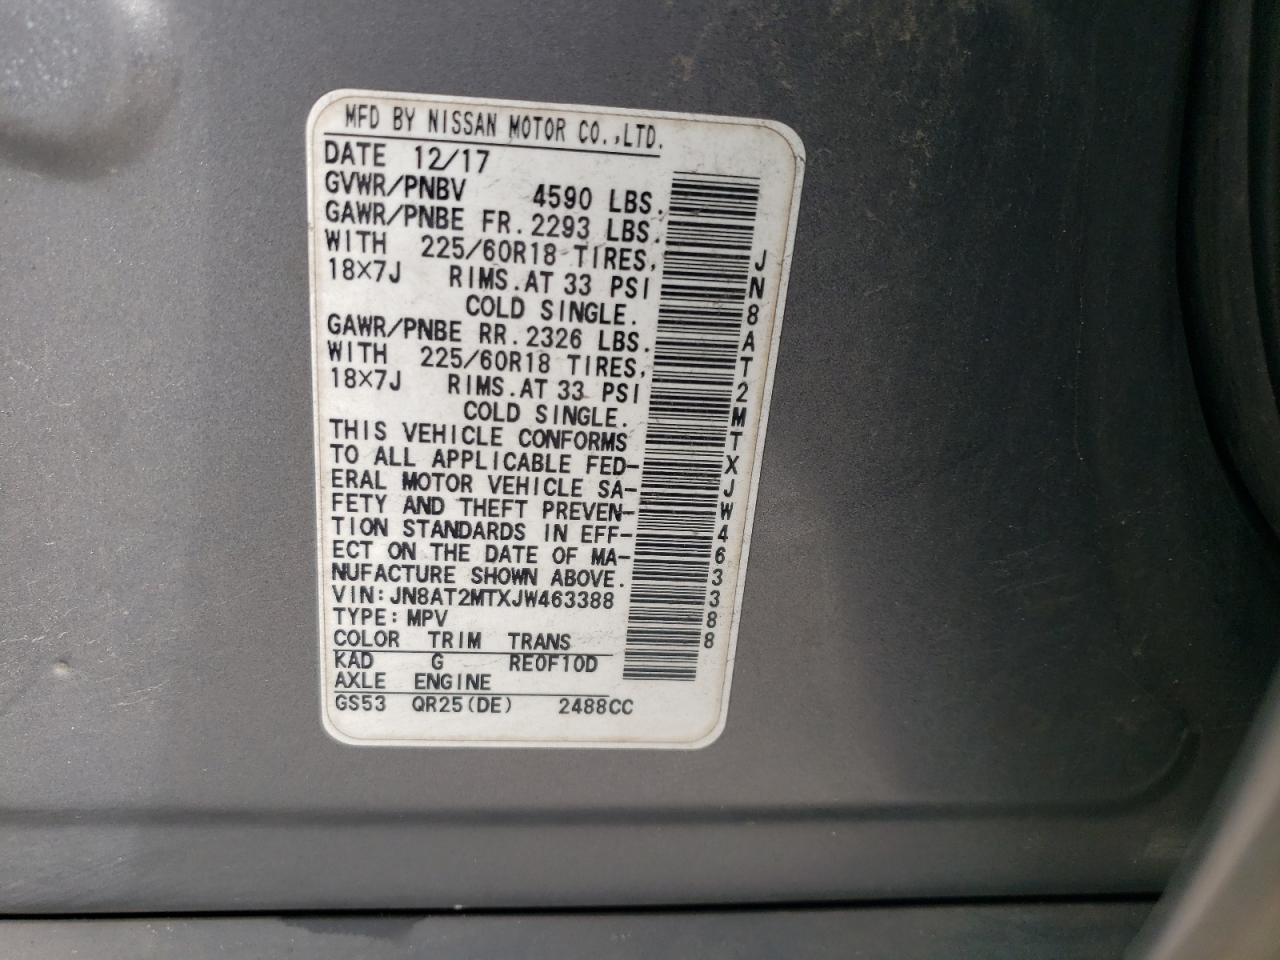 MFD BY NISSAN MOTOR CO.,LTD.
DATE 12/17
GVWR/PNBV 4590 LBS.
GAWR/PNBE FR. 2293 LBS.
WITH 225/60R18 TIRES,
18×7J RIMS. AT 33 PSI
COLD SINGLE.
GAWR/PNBE RR. 2326 LBS.
WITH 225/60R18 TIRES,
18×7J RIMS. AT 33 PSI
COLD SINGLE.
THIS VEHICLE CONFORMS
TO ALL APPLICABLE FED-
ERAL MOTOR VEHICLE SA-
FETY AND THEFT PREVEN-
TION STANDARDS IN EFF-
ECT ON THE DATE OF MA-
NUFACTURE SHOWN ABOVE.
VIN: JN8AT2MTXJW463388
TYPE: MPV
COLOR TRIM TRANS
KAD G RE0F10D
AXLE ENGINE
GS53 QR25(DE) 2488CC
JN8AT2MTXJW463388